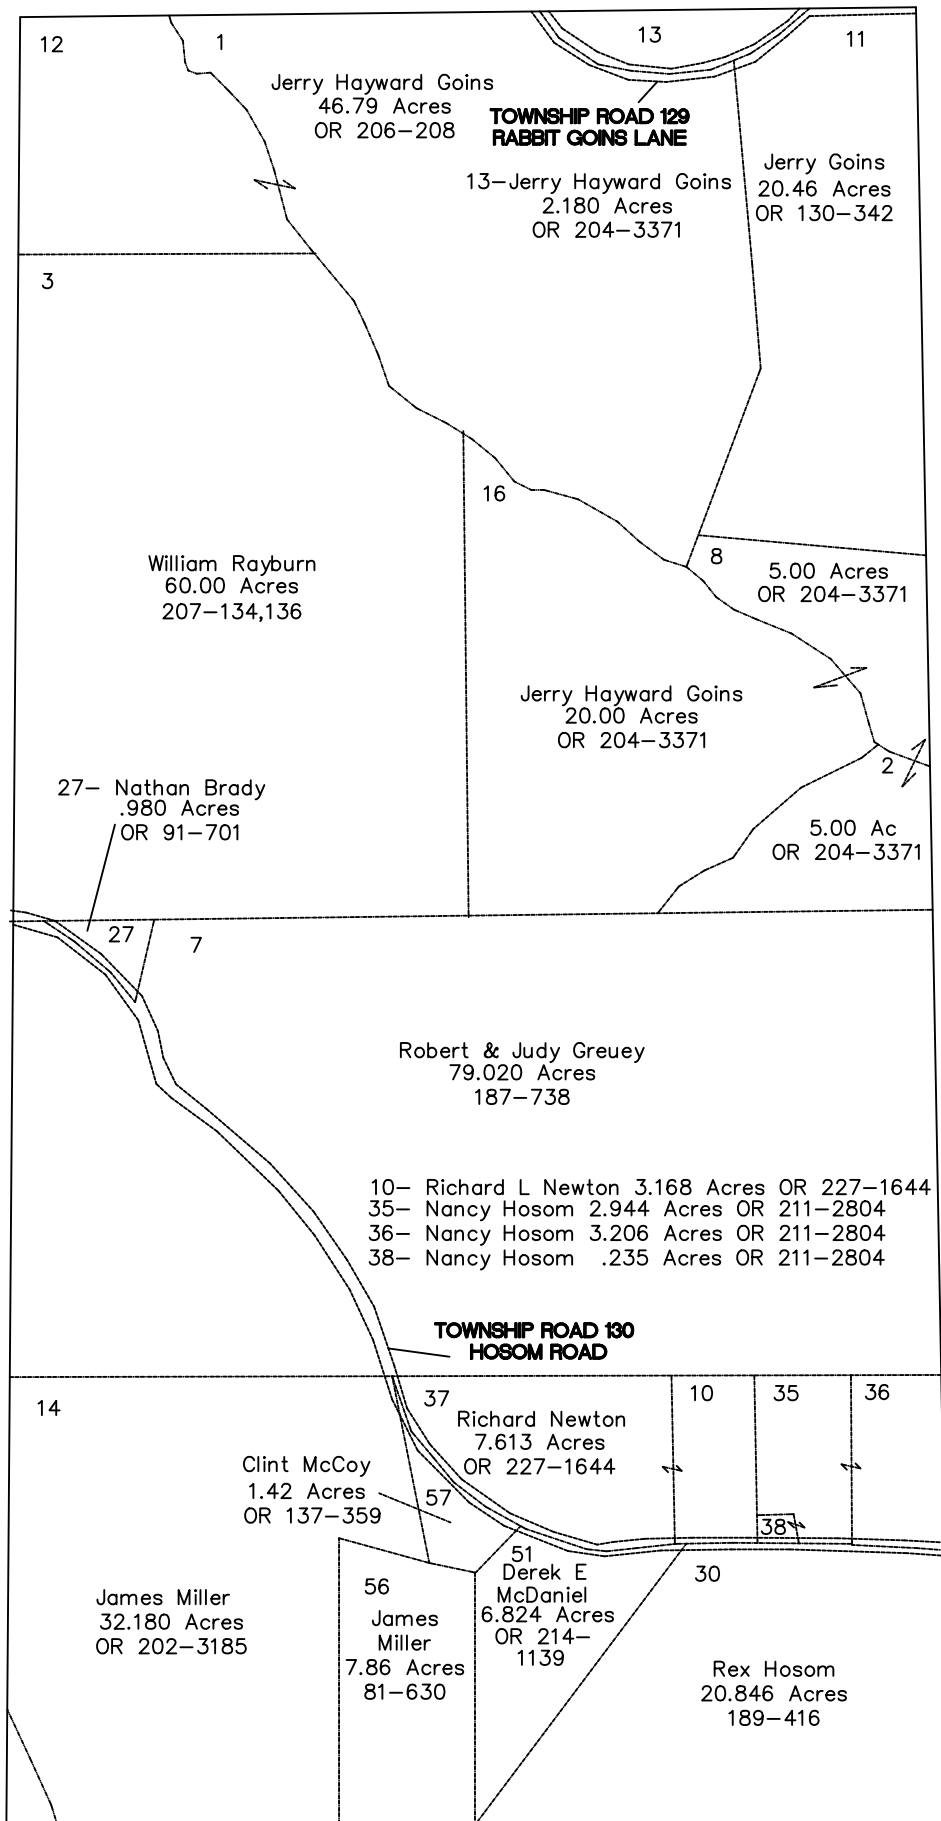 12
1
13
11
Jerry Hayward Goins
46.79 Acres
OR 206-208
TOWNSHIP ROAD 129
RABBIT GOINS LANE
13-Jerry Hayward Goins
2.180 Acres
OR 204-3371
Jerry Goins
20.46 Acres
OR 130-342
3
16
8
5.00 Acres
OR 204-3371
William Rayburn
60.00 Acres
207-134,136
Jerry Hayward Goins
20.00 Acres
OR 204-3371
2
5.00 Ac
OR 204-3371
27- Nathan Brady
.980 Acres
OR 91-701
27
7
Robert & Judy Greuey
79.020 Acres
187-738
10- Richard L Newton 3.168 Acres OR 227-1644
35- Nancy Hosom 2.944 Acres OR 211-2804
36- Nancy Hosom 3.206 Acres OR 211-2804
38- Nancy Hosom .235 Acres OR 211-2804
TOWNSHIP ROAD 130
HOSOM ROAD
14
37
10
35
36
Richard Newton
7.613 Acres
OR 227-1644
Clint McCoy
1.42 Acres
OR 137-359
57
38
51
Derek E
McDaniel
6.824 Acres
OR 214-
1139
30
56
James
Miller
7.86 Acres
81-630
James Miller
32.180 Acres
OR 202-3185
Rex Hosom
20.846 Acres
189-416